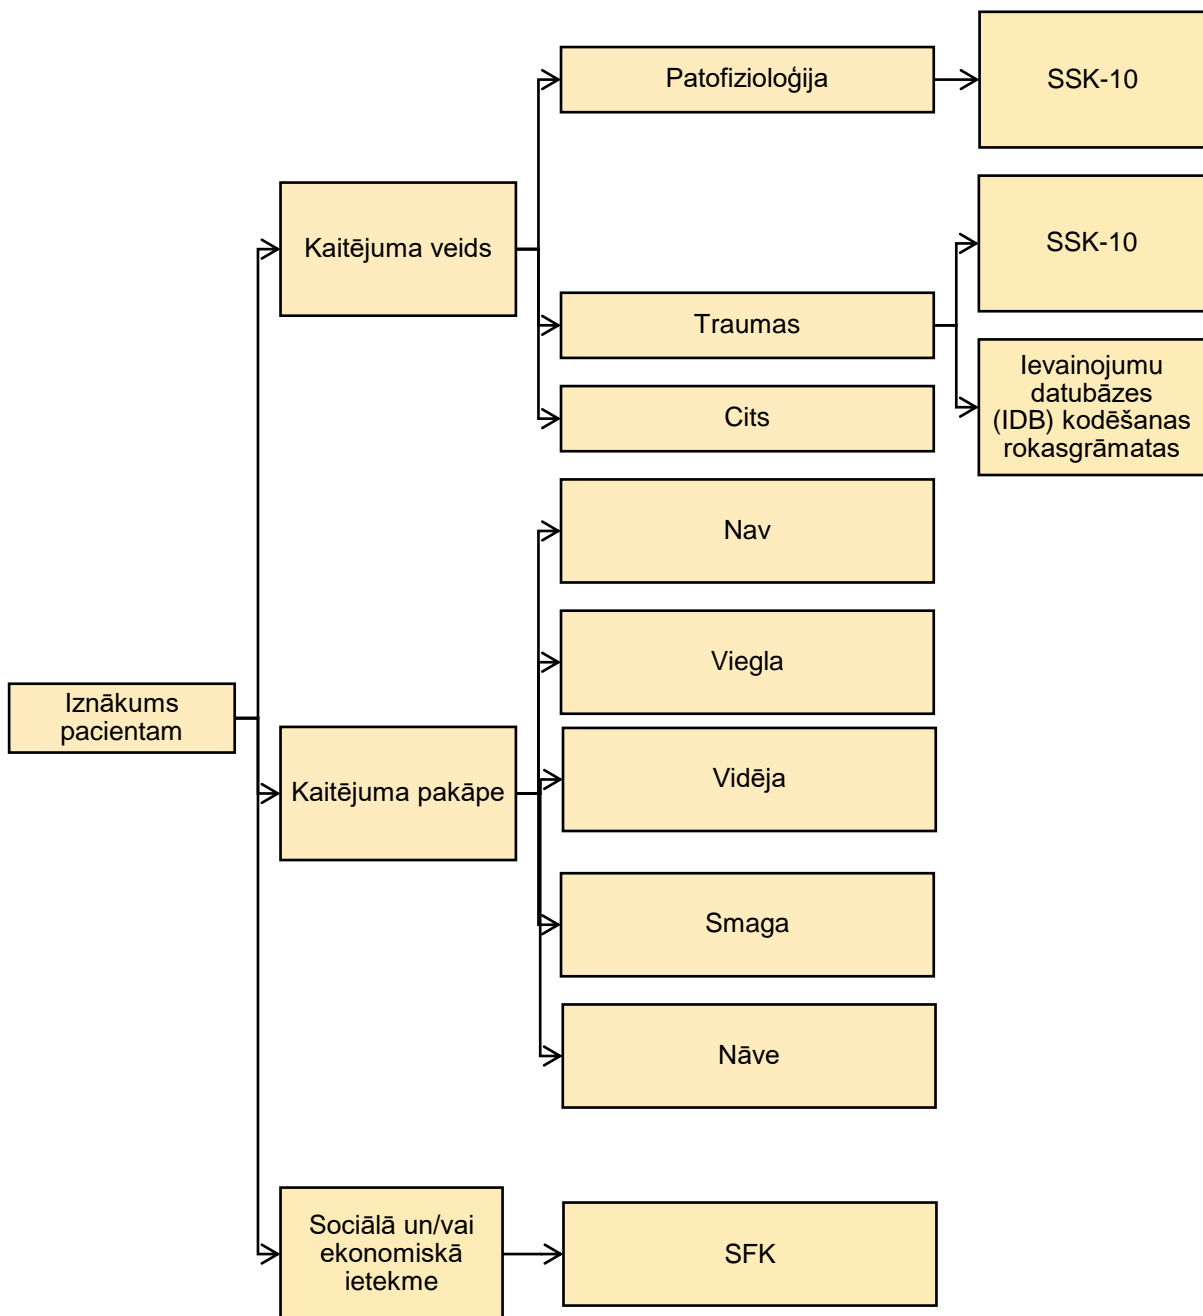 Patofizioloģija
SSK-10
Kaitējuma veids
SSK-10
Traumas
Ievainojumu
datubāzes
(IDB) kodēšanas
rokasgrāmatas
Cits
Nav
Viegla
Iznākums
pacientam
Kaitējuma pakāpe
Vidēja
Smaga
Nāve
Sociālā un/vai
ekonomiskā
ietekme
SFK